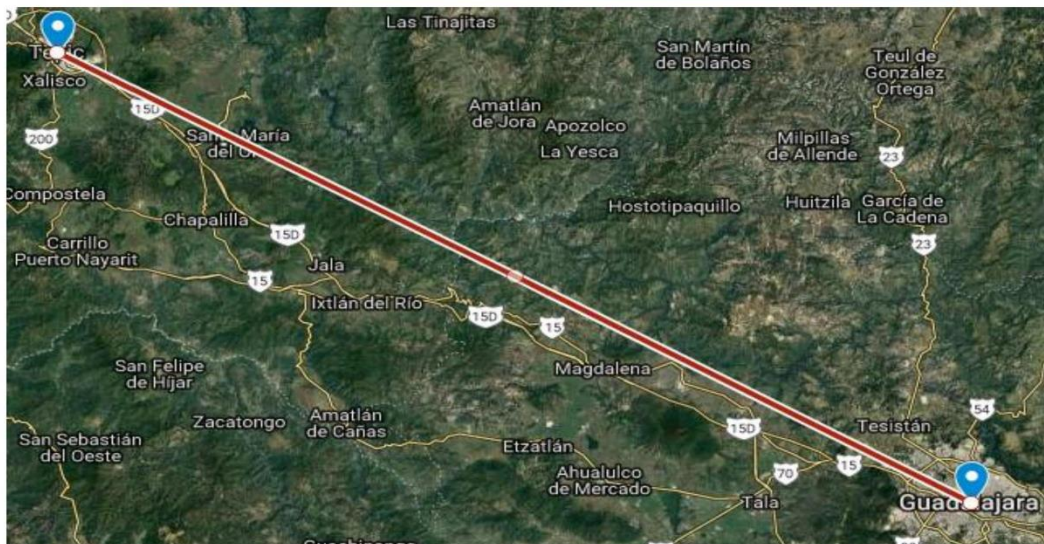 Las Tinajitas
San Martín
de Bolaños
Teul de
González
Ortega
Xalisco
15D
Amatlán
de Jora
Apozolco
200
La Yesca
Milpillas
de Allende
23
Compostela
Hostotipaquillo
Huitzila
García de
La Cadena
Chapalilla
15D
23
Carrillo
Puerto Nayarit
Jala
15
Ixtlán del Río
15D
15
San Felipe
de Híjar
Magdalena
Zacatongo
Amatlán
de Cañas
54
Tesistán
15D
San Sebastián
del Oeste
Etzatlán
Ahualulco
de Mercado
70
15
Tala
Guadalajara